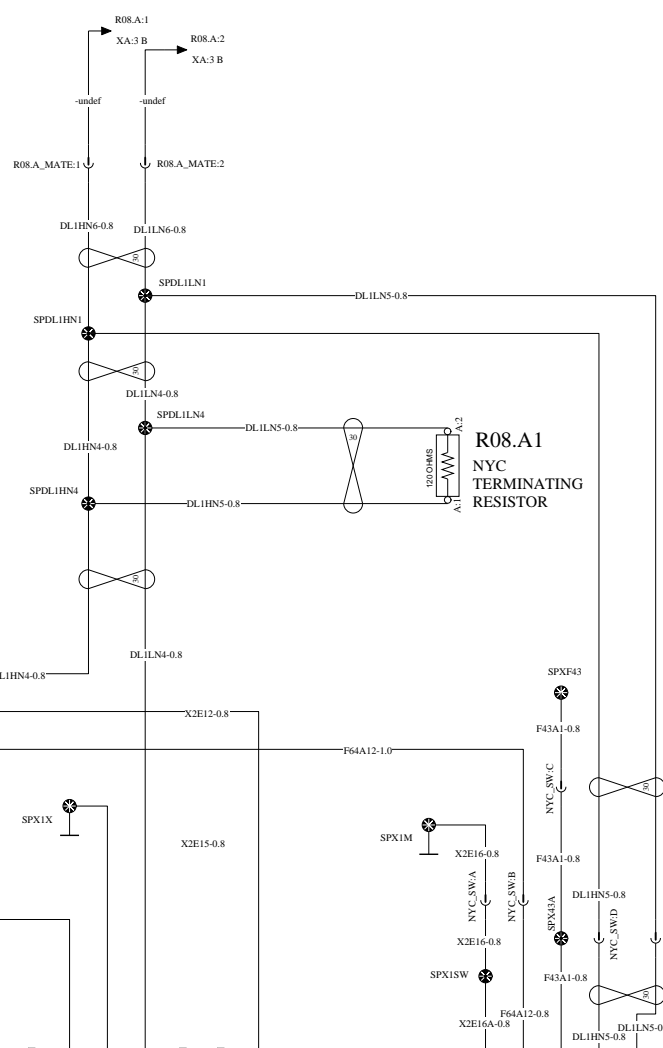 R08.A:1
XA:3 B
R08.A:2
XA:3 B
-undef
-undef
R08.A_MATE:1
R08.A_MATE:2
DL1HN6-0.8
DL1LN6-0.8
30
SPDL1LN1
DL1LN5-0.8
SPDL1HN1
30
DL1LN4-0.8
SPDL1LN4
DL1LN5-0.8
A:2
R08.A1
30
DL1HN4-0.8
120 OHMS
NYC
TERMINATING
RESISTOR
SPDL1HN4
DL1HN5-0.8
A:1
30
DL1LN4-0.8
L1HN4-0.8
SPXF43
X2E12-0.8
F43A1-0.8
F64A12-1.0
NYC_SW:C
30
SPX1X
SPX1M
X2E15-0.8
X2E16-0.8
F43A1-0.8
NYC_SW:A
NYC_SW:B
DL1HN5-0.8
SPX43A
NYC_SW:D
X2E16-0.8
SPX1SW
F43A1-0.8
30
F64A12-0.8
X2E16A-0.8
DL1LN5-0
DL1HN5-0.8